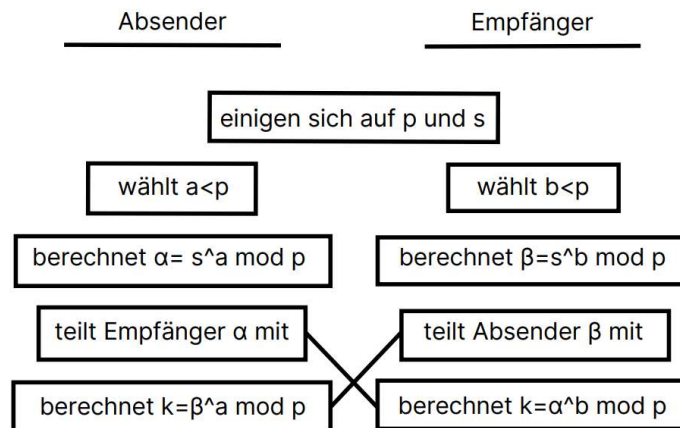 Absender
Empfänger
einigen sich auf p und s
wählt a<p
wählt b<p
berechnet α= s^a mod p
berechnet β=s^b mod p
teilt Empfänger α mit
teilt Absender β mit
berechnet k=β^a mod p
berechnet k=α^b mod p